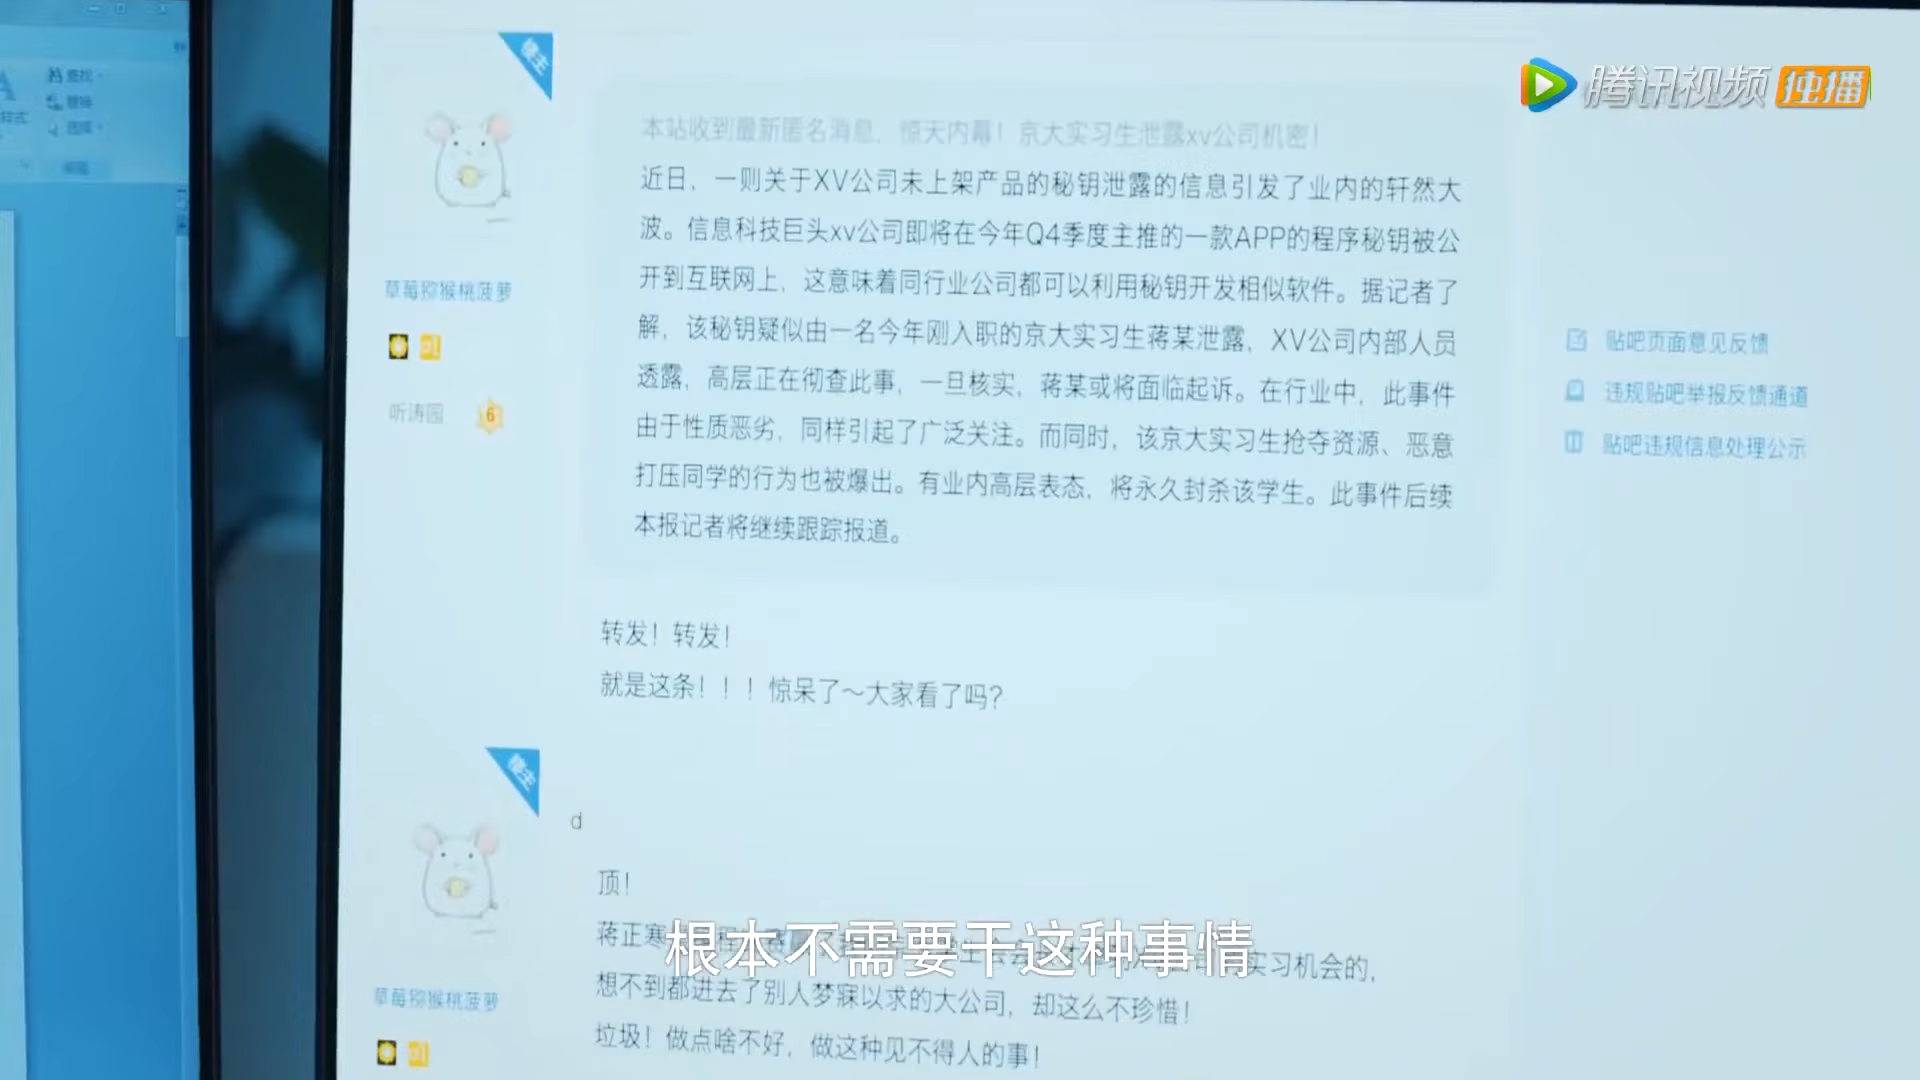 查找
替换
选择
样式
楼主
腾讯视频 独播
本站收到最新匿名消息，惊天内幕！京大实习生泄露xv公司机密！
近日，一则关于XV公司未上架产品的秘钥泄露的信息引发了业内的轩然大
波。信息科技巨头xv公司即将在今年Q4季度主推的一款APP的程序秘钥被公
开到互联网上，这意味着同行业公司都可以利用秘钥开发相似软件。据记者了
解，该秘钥疑似由一名今年刚入职的京大实习生蒋某泄露，XV公司内部人员
透露，高层正在彻查此事，一旦核实，蒋某或将面临起诉。在行业中，此事件
由于性质恶劣，同样引起了广泛关注。而同时，该京大实习生抢夺资源、恶意
打压同学的行为也被爆出。有业内高层表态，将永久封杀该学生。此事件后续
本报记者将继续跟踪报道。
草莓猕猴桃菠萝
听涛园 6
贴吧页面意见反馈
违规贴吧举报反馈通道
贴吧违规信息处理公示
转发！转发！
就是这条！！！惊呆了～大家看了吗？
楼主
d
顶！
蒋正寒
实习机会的，
根本不需要干这种事情
想不到都进去了别人梦寐以求的大公司，却这么不珍惜！
垃圾！做点啥不好，做这种见不得人的事！
草莓猕猴桃菠萝